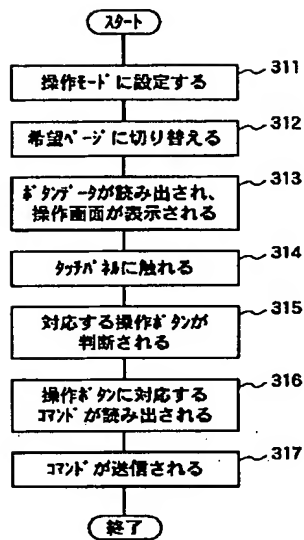 ｽﾀｰﾄ
操作ﾓｰﾄﾞに設定する
311
希望ﾍﾟｰｼﾞに切り替える
312
ﾎﾞﾀﾝﾃﾞｰﾀが読み出され、
操作画面が表示される
313
ﾀｯﾁﾊﾟﾈﾙに触れる
314
対応する操作ﾎﾞﾀﾝが
判断される
315
操作ﾎﾞﾀﾝに対応する
ｺﾏﾝﾄﾞが読み出される
316
ｺﾏﾝﾄﾞが送信される
317
終了